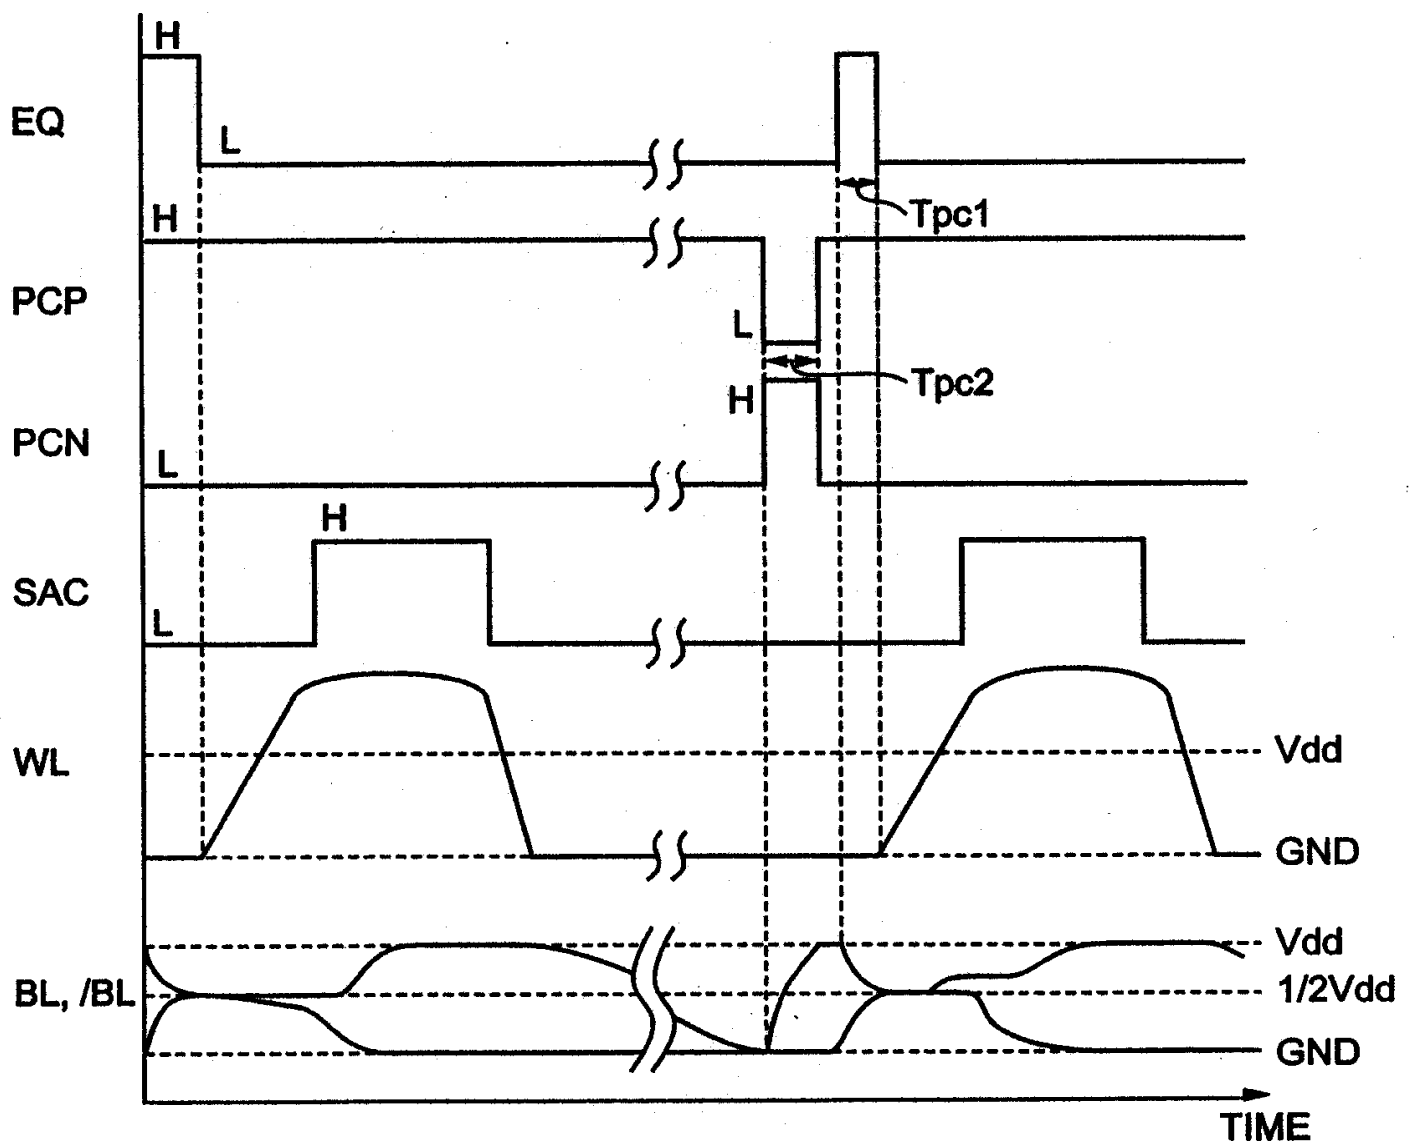 H
EQ
L
Tpc1
H
PCP
L
Tpc2
H
PCN
L
H
SAC
L
WL
Vdd
GND
Vdd
BL, /BL
1/2Vdd
GND
TIME